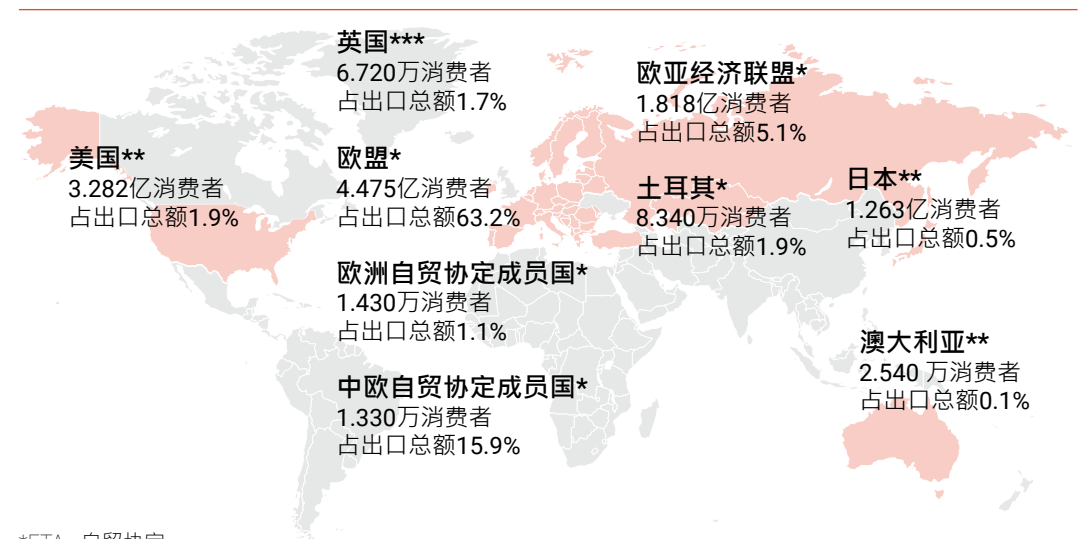 英国***
6.720万消费者
占出口总额1.7%
欧亚经济联盟*
1.818亿消费者
占出口总额5.1%
美国**
3.282亿消费者
占出口总额1.9%
欧盟*
4.475亿消费者
占出口总额63.2%
土耳其*
8.340万消费者
占出口总额1.9%
日本**
1.263亿消费者
占出口总额0.5%
欧洲自贸协定成员国*
1.430万消费者
占出口总额1.1%
澳大利亚**
2.540 万消费者
占出口总额0.1%
中欧自贸协定成员国*
1.330万消费者
占出口总额15.9%